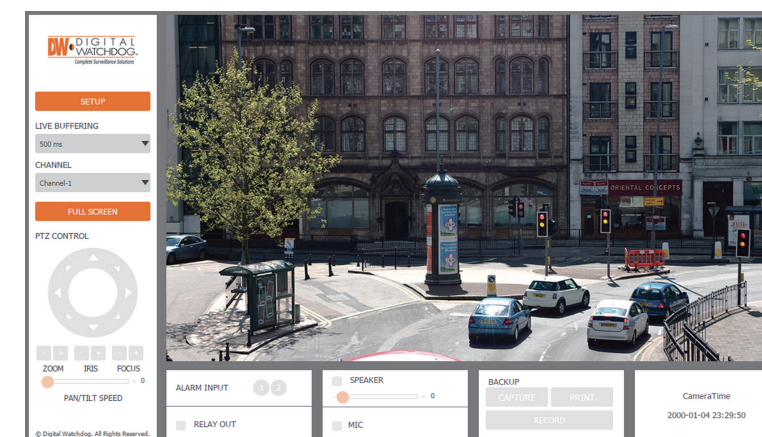 DW DIGITAL
WATCHDOG®
Complete Surveillance Solutions
SETUP
LIVE BUFFERING
500 ms
CHANNEL
Channel-1
FULL SCREEN
PTZ CONTROL
- + - + - +
ZOOM IRIS FOCUS
- 0
PAN/TILT SPEED
© Digital Watchdog. All Rights Reserved.
ORIENTAL CONCEPTS
ALARM INPUT 1 2
RELAY OUT
SPEAKER
- + 0
MIC
BACKUP
CAPTURE PRINT
RECORD
CameraTime
2000-01-04 23:29:50